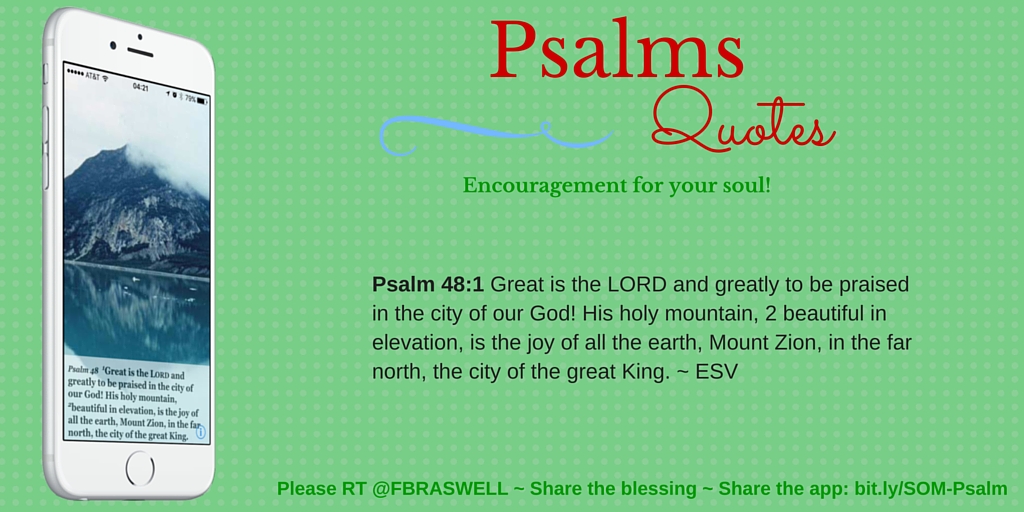 ●●●●● AT&T
04:21
79%
Psalm 48 ¹Great is the LORD and
greatly to be praised in the city of
our God! His holy mountain,
²beautiful in elevation, is the joy of
all the earth, Mount Zion, in the far
north, the city of the great King.
Psalms
Quotes
Encouragement for your soul!
Psalm 48:1 Great is the LORD and greatly to be praised
in the city of our God! His holy mountain, 2 beautiful in
elevation, is the joy of all the earth, Mount Zion, in the far
north, the city of the great King. ~ ESV
Please RT @FBRASWELL ~ Share the blessing ~ Share the app: bit.ly/SOM-Psalm